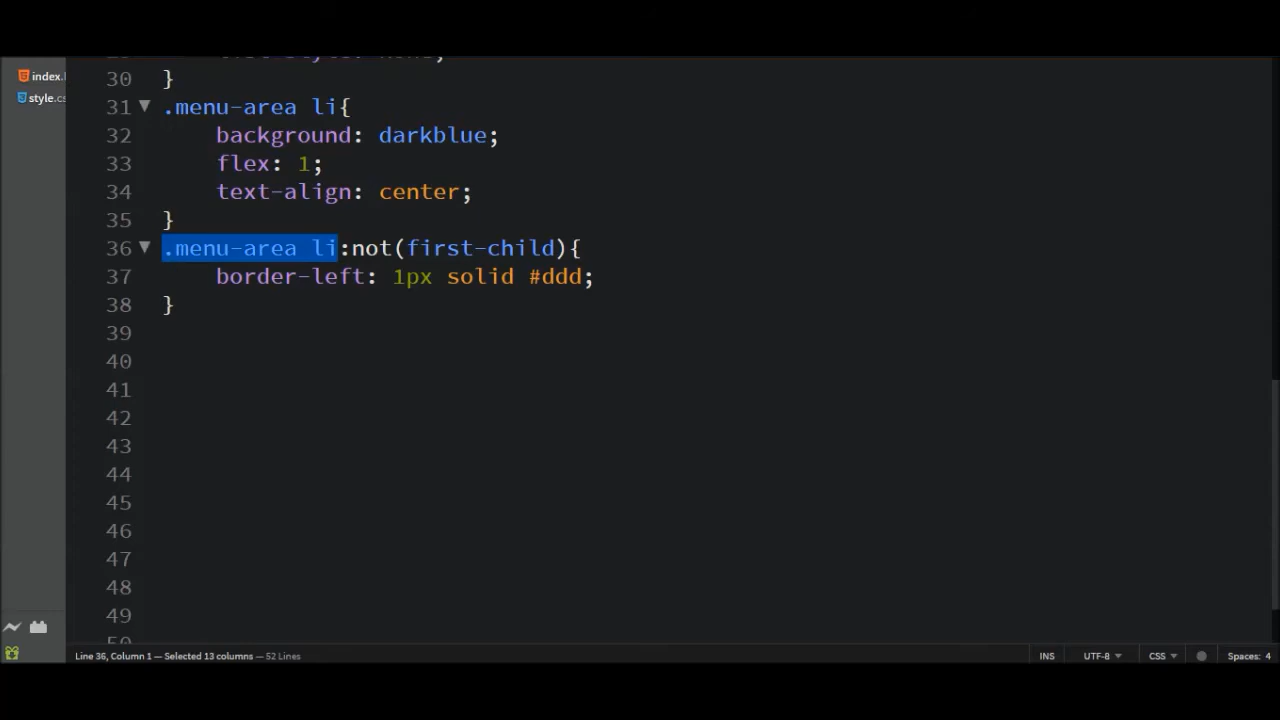 index.
style.cs
30 }
31 .menu-area li{
32 background: darkblue;
33 flex: 1;
34 text-align: center;
35 }
36 .menu-area li:not(first-child){
37 border-left: 1px solid #ddd;
38 }
39
40
41
42
43
44
45
46
47
48
49
Line 36, Column 1 — Selected 13 columns — 52 Lines
INS UTF-8 CSS Spaces: 4